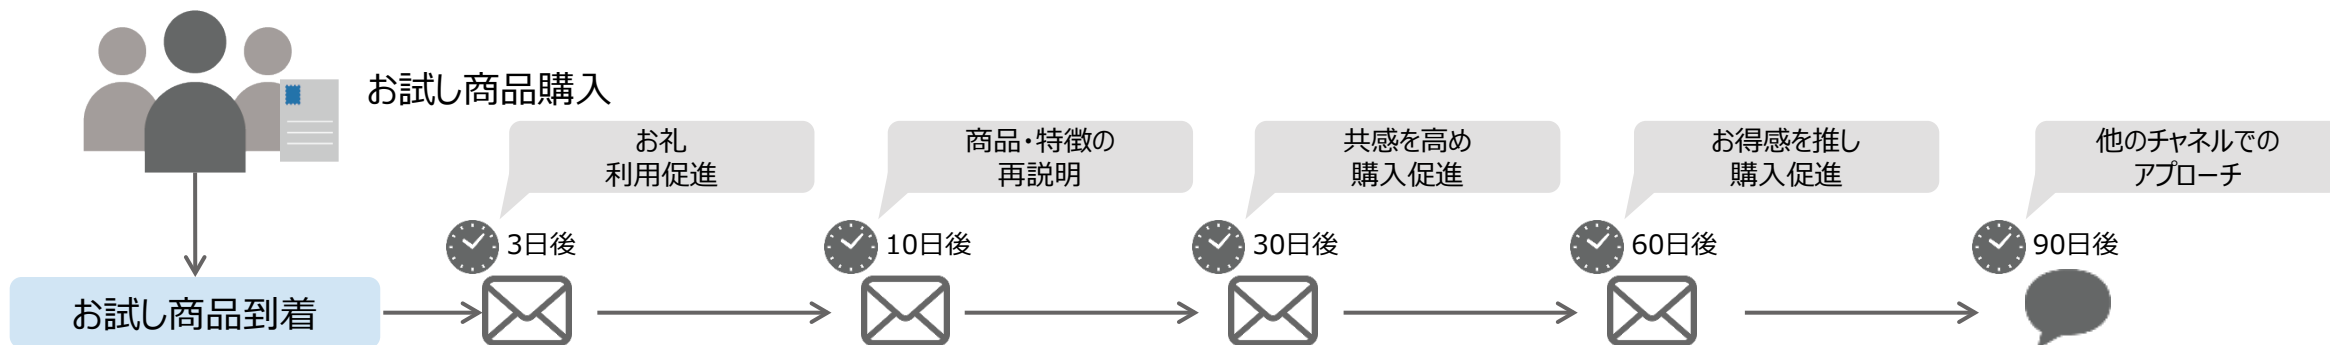 お試し商品購入
お礼
利用促進
商品・特徴の
再説明
共感を高め
購入促進
お得感を推し
購入促進
他のチャネルでの
アプローチ
3日後
10日後
30日後
60日後
90日後
お試し商品到着